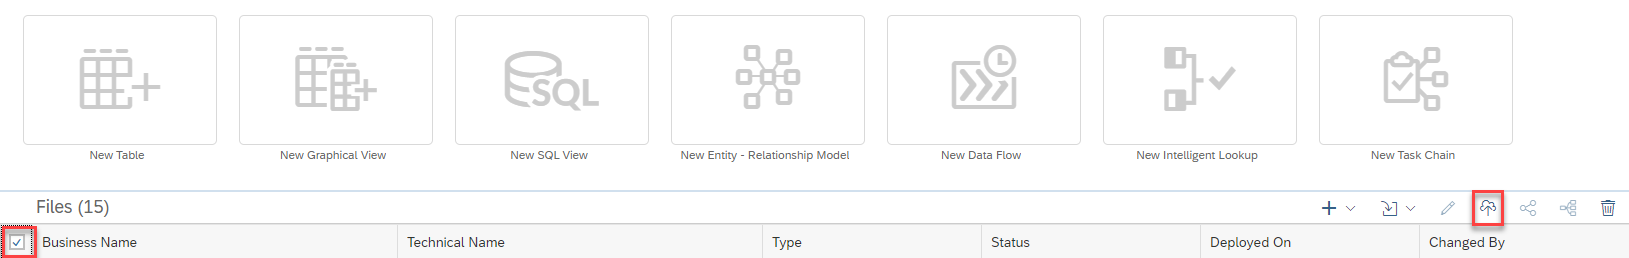 SQL
New Table
New Graphical View
New SQL View
New Entity - Relationship Model
New Data Flow
New Intelligent Lookup
New Task Chain
Files (15)
Business Name
Technical Name
Type
Status
Deployed On
Changed By